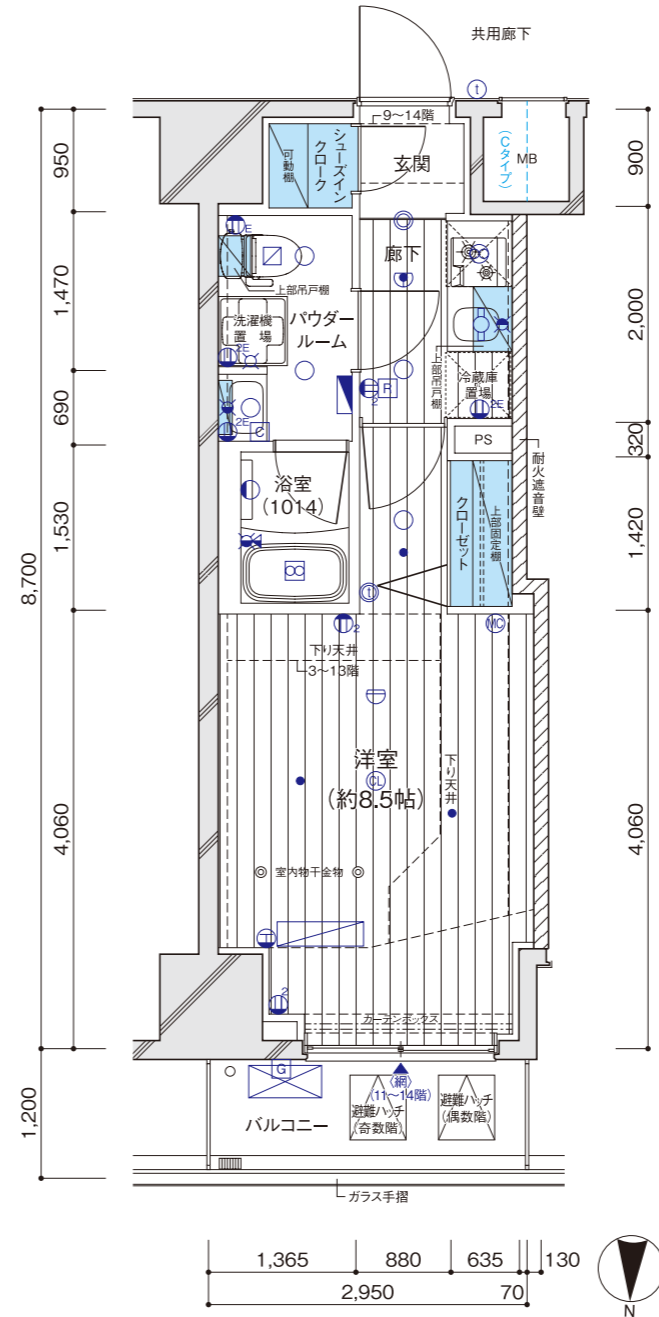 共用廊下
9〜14階
シューズイン
クローク
可動棚
玄関
(Cタイプ)
MB
950
900
廊下
上部吊戸棚
E
1,470
2,000
洗濯機
置場
パウダー
ルーム
2E
上部吊戸棚
冷蔵庫
置場
2E
R
2
690
2E
C
PS
320
耐火遮音壁
浴室
(1014)
1,530
クローゼット
上部固定棚
1,420
8,700
t
t
2
MC
下り天井
3〜13階
洋室
(約8.5帖)
CL
下り天井
4,060
4,060
室内物干金物
2
カーテンボックス
G
〈網〉
(11〜14階)
避難ハッチ
(奇数階)
避難ハッチ
(偶数階)
バルコニー
1,200
ガラス手摺
1,365
880
635
130
2,950
70
N